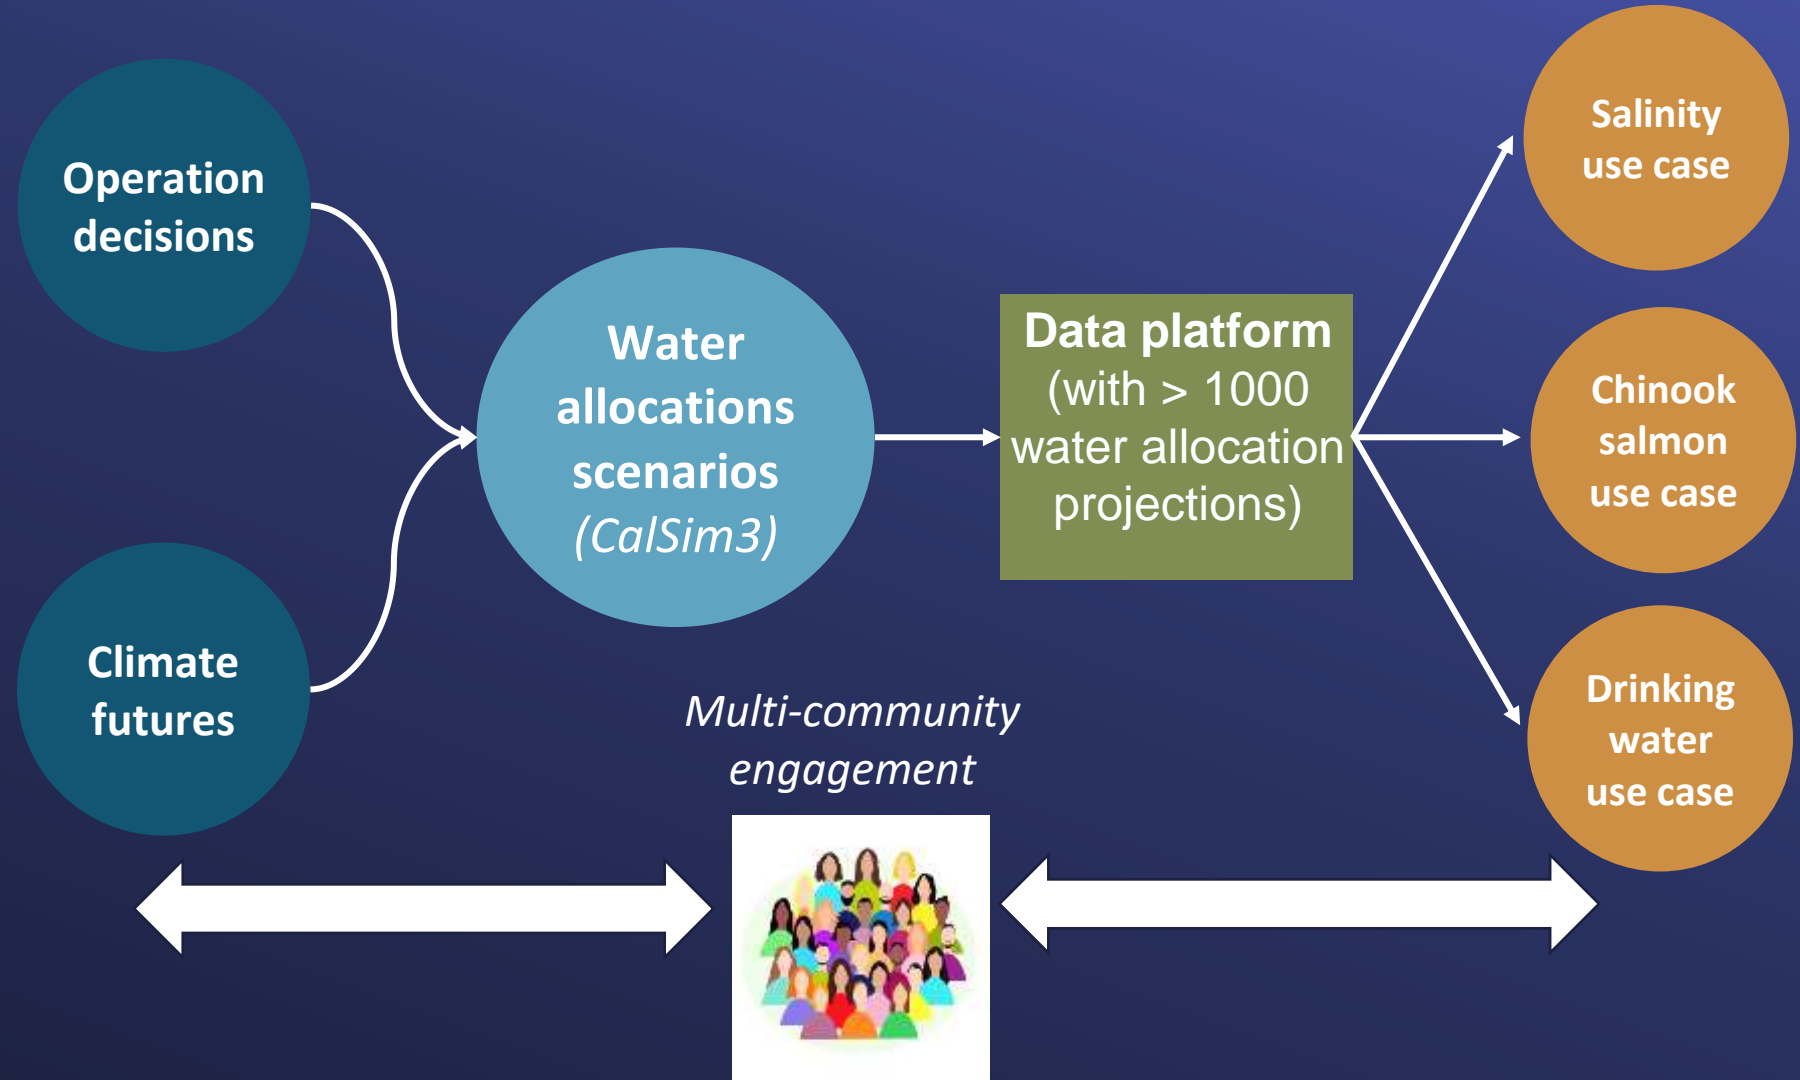 Operation
decisions
Climate
futures
Water
allocations
scenarios
(CalSim3)
Data platform
(with > 1000
water allocation
projections)
Salinity
use case
Chinook
salmon
use case
Drinking
water
use case
Multi-community
engagement